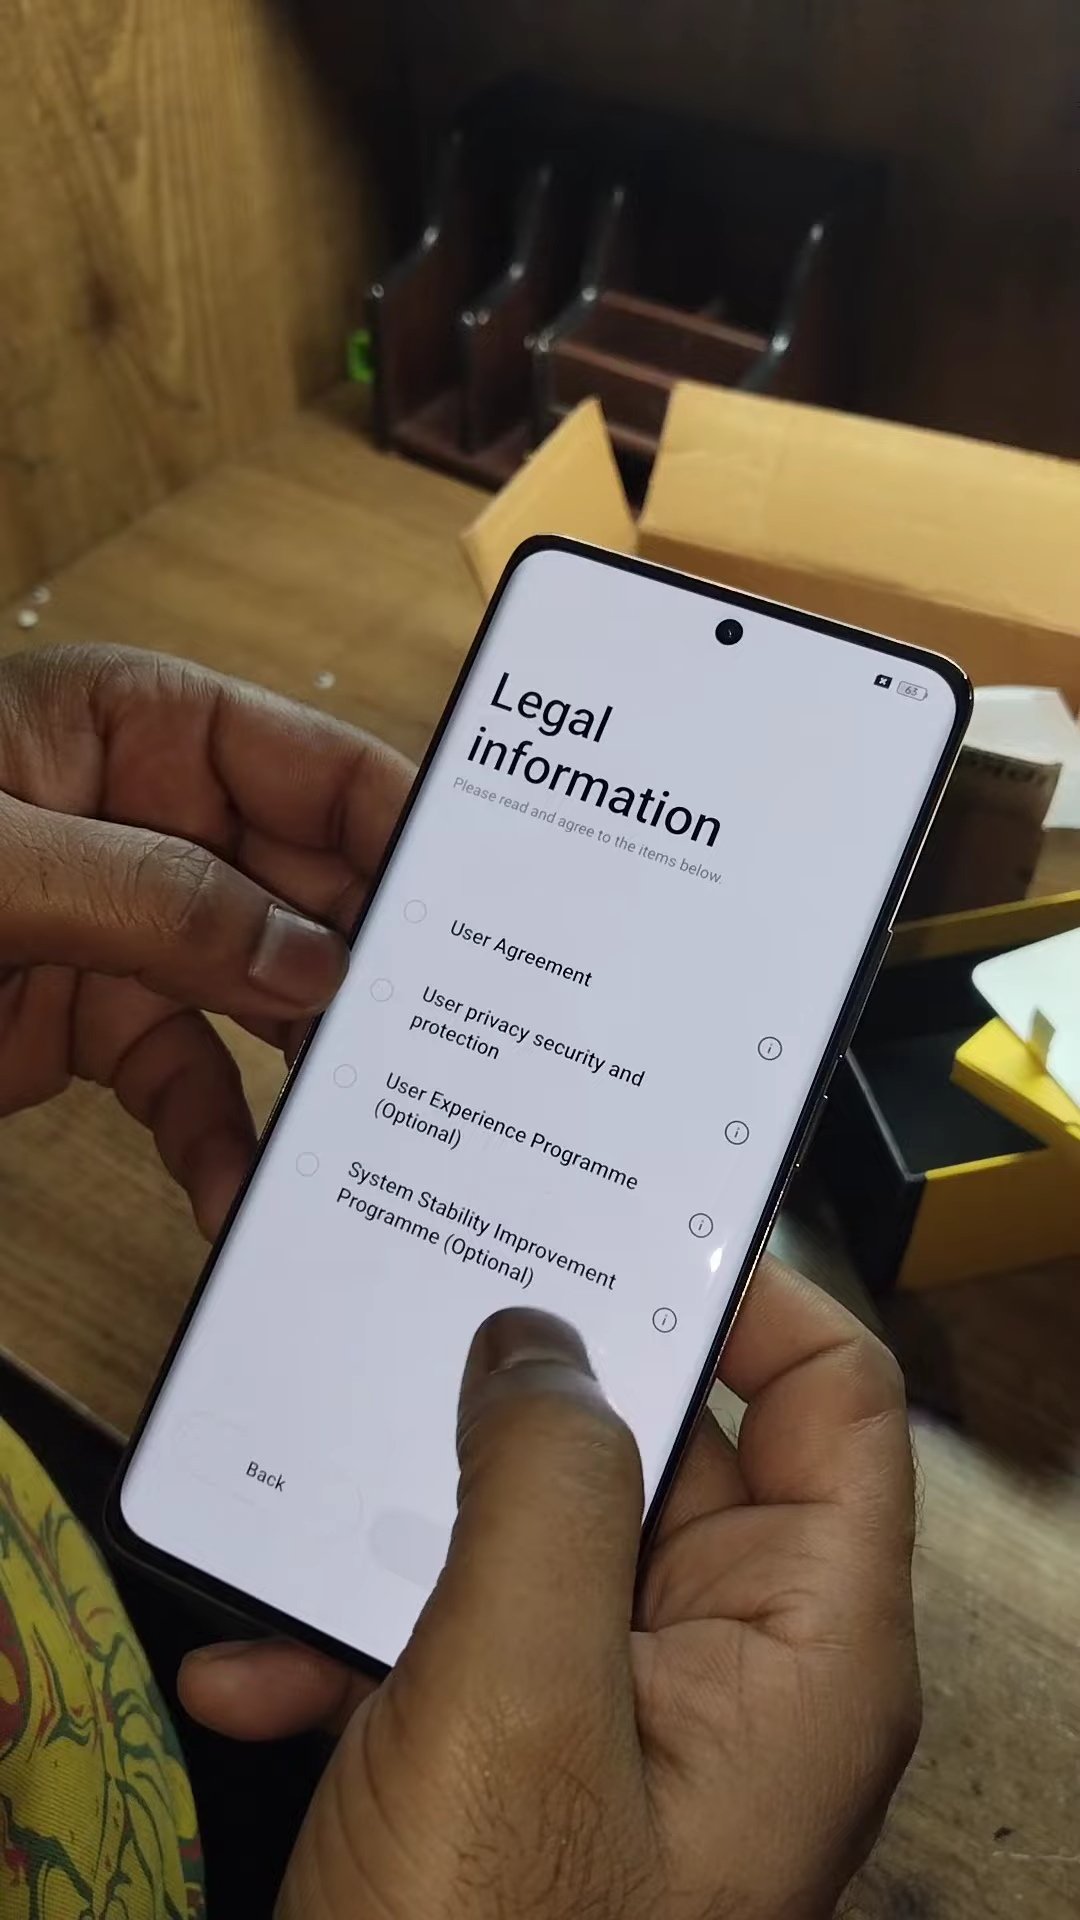 63
Legal
information
Please read and agree to the items below.
User Agreement
User privacy security and
protection
User Experience Programme
(Optional)
System Stability Improvement
Programme (Optional)
Back